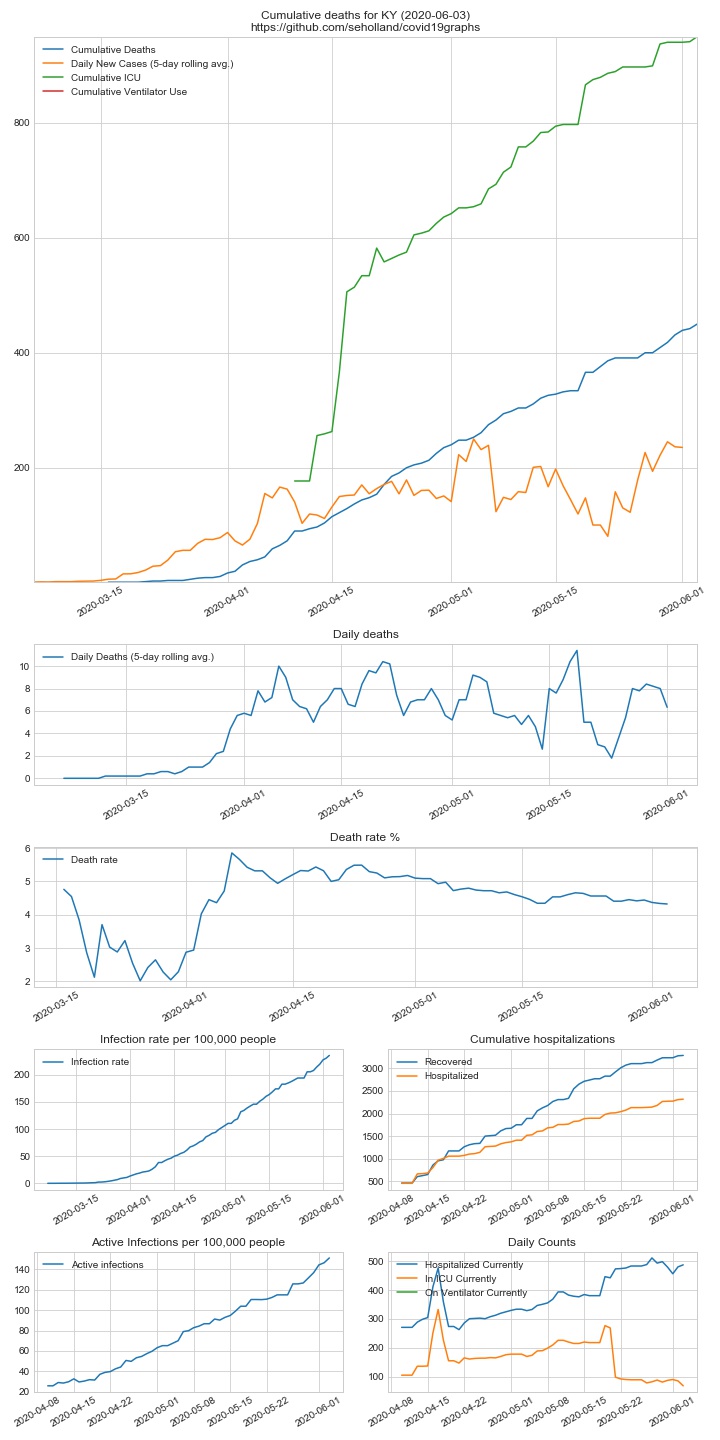 Cumulative deaths for KY (2020-06-03)
https://github.com/seholland/covid19graphs
Cumulative Deaths
Daily New Cases (5-day rolling avg.)
Cumulative ICU
Cumulative Ventilator Use
800
600
400
200
2020-03-15 2020-04-01 2020-04-15 2020-05-01 2020-05-15 2020-06-01
Daily deaths
Daily Deaths (5-day rolling avg.)
10
8
6
4
2
0
2020-03-15 2020-04-01 2020-04-15 2020-05-01 2020-05-15 2020-06-01
Death rate %
Death rate
6
5
4
3
2
2020-03-15 2020-04-01 2020-04-15 2020-05-01 2020-05-15 2020-06-01
Infection rate per 100,000 people
Infection rate
200
150
100
50
0
2020-03-15 2020-04-01 2020-04-15 2020-05-01 2020-05-15 2020-06-01
Cumulative hospitalizations
Recovered
Hospitalized
3000
2500
2000
1500
1000
500
2020-04-08 2020-04-15 2020-04-22 2020-05-01 2020-05-08 2020-05-15 2020-05-22 2020-06-01
Active Infections per 100,000 people
Active infections
140
120
100
80
60
40
20
2020-04-08 2020-04-15 2020-04-22 2020-05-01 2020-05-08 2020-05-15 2020-05-22 2020-06-01
Daily Counts
Hospitalized Currently
In ICU Currently
On Ventilator Currently
500
400
300
200
100
2020-04-08 2020-04-15 2020-04-22 2020-05-01 2020-05-08 2020-05-15 2020-05-22 2020-06-01